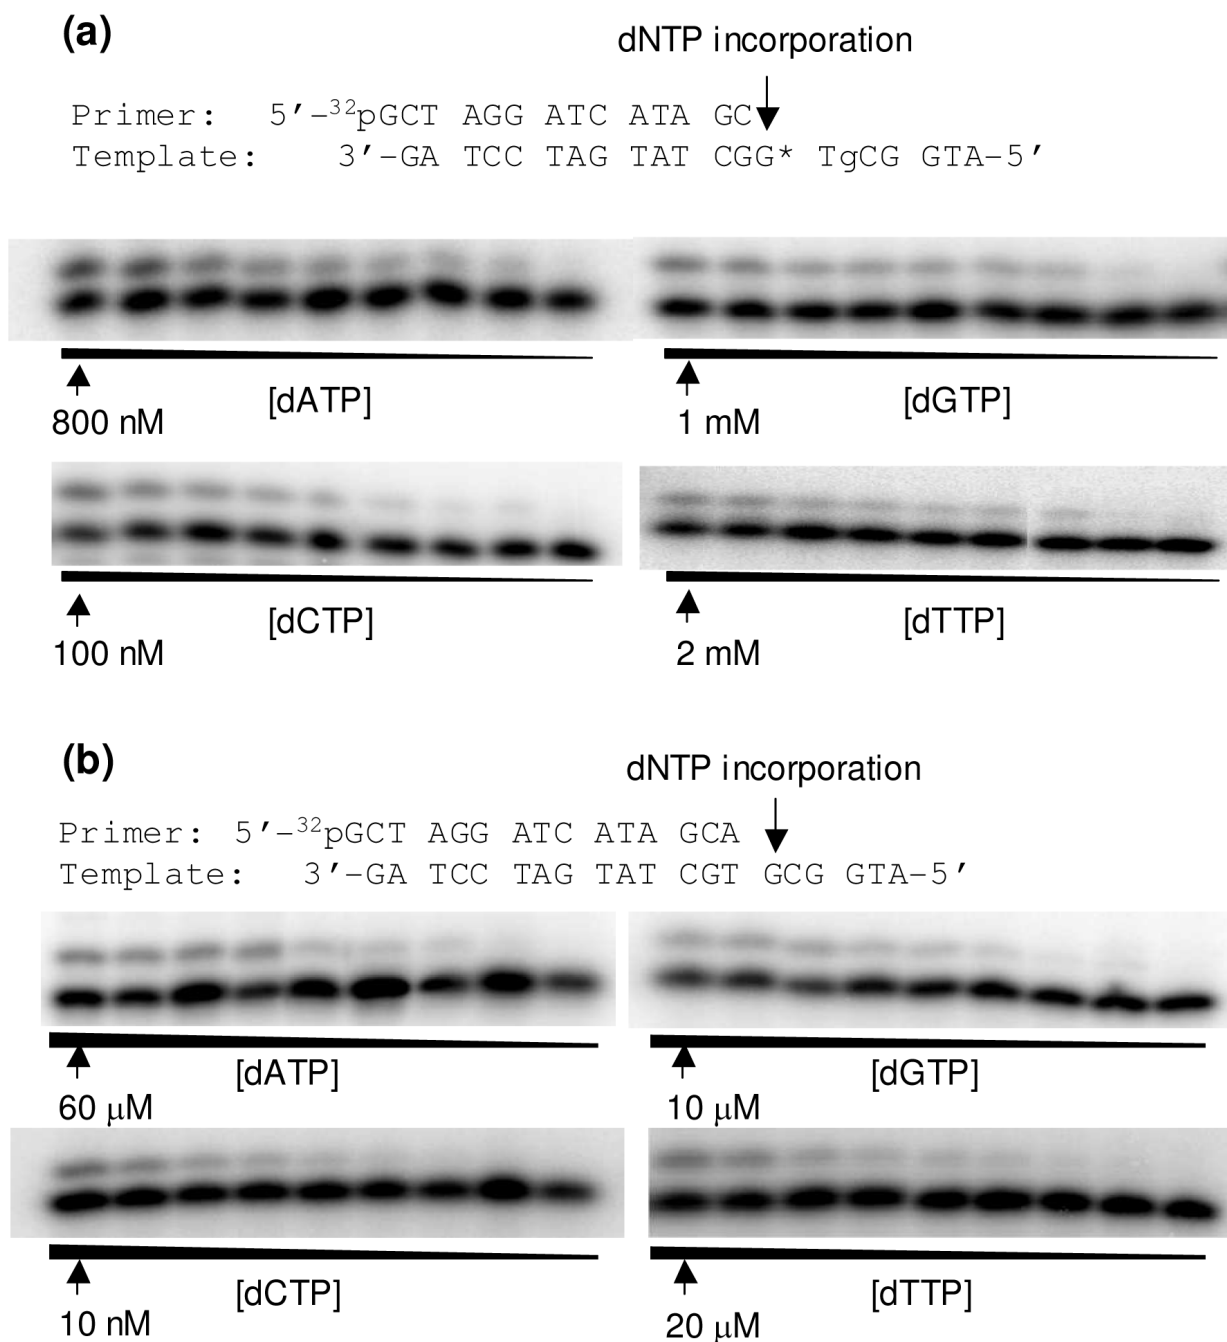 (a)
dNTP incorporation
Primer: 5′-³²pGCT AGG ATC ATA GC
Template: 3′-GA TCC TAG TAT CGG* TgCG GTA-5′
[dATP] [dGTP]
800 nM 1 mM
[dCTP] [dTTP]
100 nM 2 mM
(b)
dNTP incorporation
Primer: 5′-³²pGCT AGG ATC ATA GCA
Template: 3′-GA TCC TAG TAT CGT GCG GTA-5′
[dATP] [dGTP]
60 μM 10 μM
[dCTP] [dTTP]
10 nM 20 μM